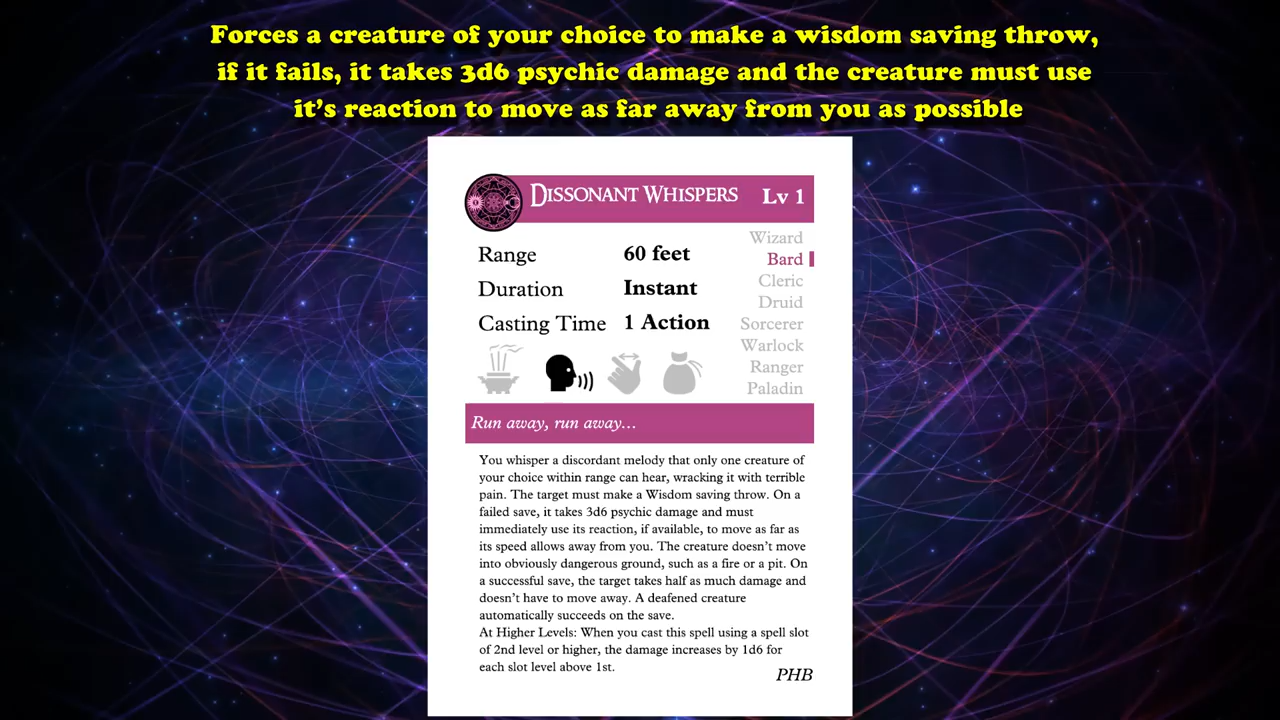 Forces a creature of your choice to make a wisdom saving throw,
if it fails, it takes 3d6 psychic damage and the creature must use
it's reaction to move as far away from you as possible
Dissonant Whispers Lv 1
Range 60 feet
Duration Instant
Casting Time 1 Action
Wizard
Bard
Cleric
Druid
Sorcerer
Warlock
Ranger
Paladin
Run away, run away...
You whisper a discordant melody that only one creature of
your choice within range can hear, wracking it with terrible
pain. The target must make a Wisdom saving throw. On a
failed save, it takes 3d6 psychic damage and must
immediately use its reaction, if available, to move as far as
its speed allows away from you. The creature doesn't move
into obviously dangerous ground, such as a fire or a pit. On
a successful save, the target takes half as much damage and
doesn't have to move away. A deafened creature
automatically succeeds on the save.
At Higher Levels: When you cast this spell using a spell slot
of 2nd level or higher, the damage increases by 1d6 for
each slot level above 1st.
PHB